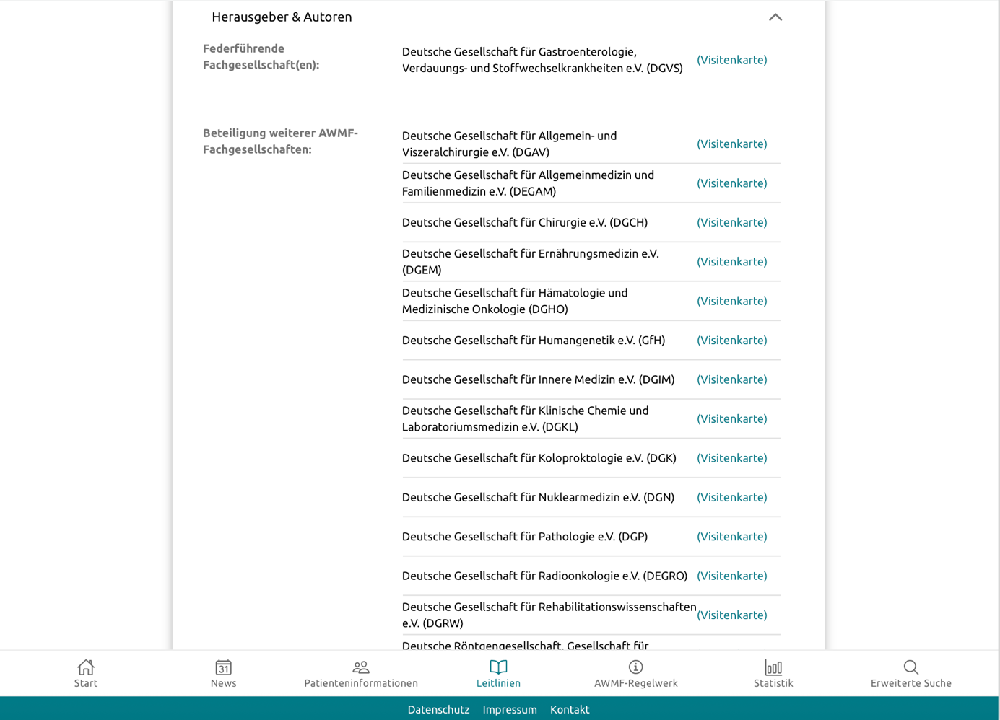 Herausgeber & Autoren
Federführende
Fachgesellschaft(en):
Deutsche Gesellschaft für Gastroenterologie,
Verdauungs- und Stoffwechselkrankheiten e.V. (DGVS)
(Visitenkarte)
Beteiligung weiterer AWMF-
Fachgesellschaften:
Deutsche Gesellschaft für Allgemein- und
Viszeralchirurgie e.V. (DGAV)
(Visitenkarte)
Deutsche Gesellschaft für Allgemeinmedizin und
Familienmedizin e.V. (DEGAM)
(Visitenkarte)
Deutsche Gesellschaft für Chirurgie e.V. (DGCH)
(Visitenkarte)
Deutsche Gesellschaft für Ernährungsmedizin e.V.
(DGEM)
(Visitenkarte)
Deutsche Gesellschaft für Hämatologie und
Medizinische Onkologie (DGHO)
(Visitenkarte)
Deutsche Gesellschaft für Humangenetik e.V. (GfH)
(Visitenkarte)
Deutsche Gesellschaft für Innere Medizin e.V. (DGIM)
(Visitenkarte)
Deutsche Gesellschaft für Klinische Chemie und
Laboratoriumsmedizin e.V. (DGKL)
(Visitenkarte)
Deutsche Gesellschaft für Koloproktologie e.V. (DGK)
(Visitenkarte)
Deutsche Gesellschaft für Nuklearmedizin e.V. (DGN)
(Visitenkarte)
Deutsche Gesellschaft für Pathologie e.V. (DGP)
(Visitenkarte)
Deutsche Gesellschaft für Radioonkologie e.V. (DEGRO)
(Visitenkarte)
Deutsche Gesellschaft für Rehabilitationswissenschaften
e.V. (DGRW)
(Visitenkarte)
Deutsche Röntgengesellschaft, Gesellschaft für
31
Start
News
Patienteninformationen
Leitlinien
AWMF-Regelwerk
Statistik
Erweiterte Suche
Datenschutz
Impressum
Kontakt